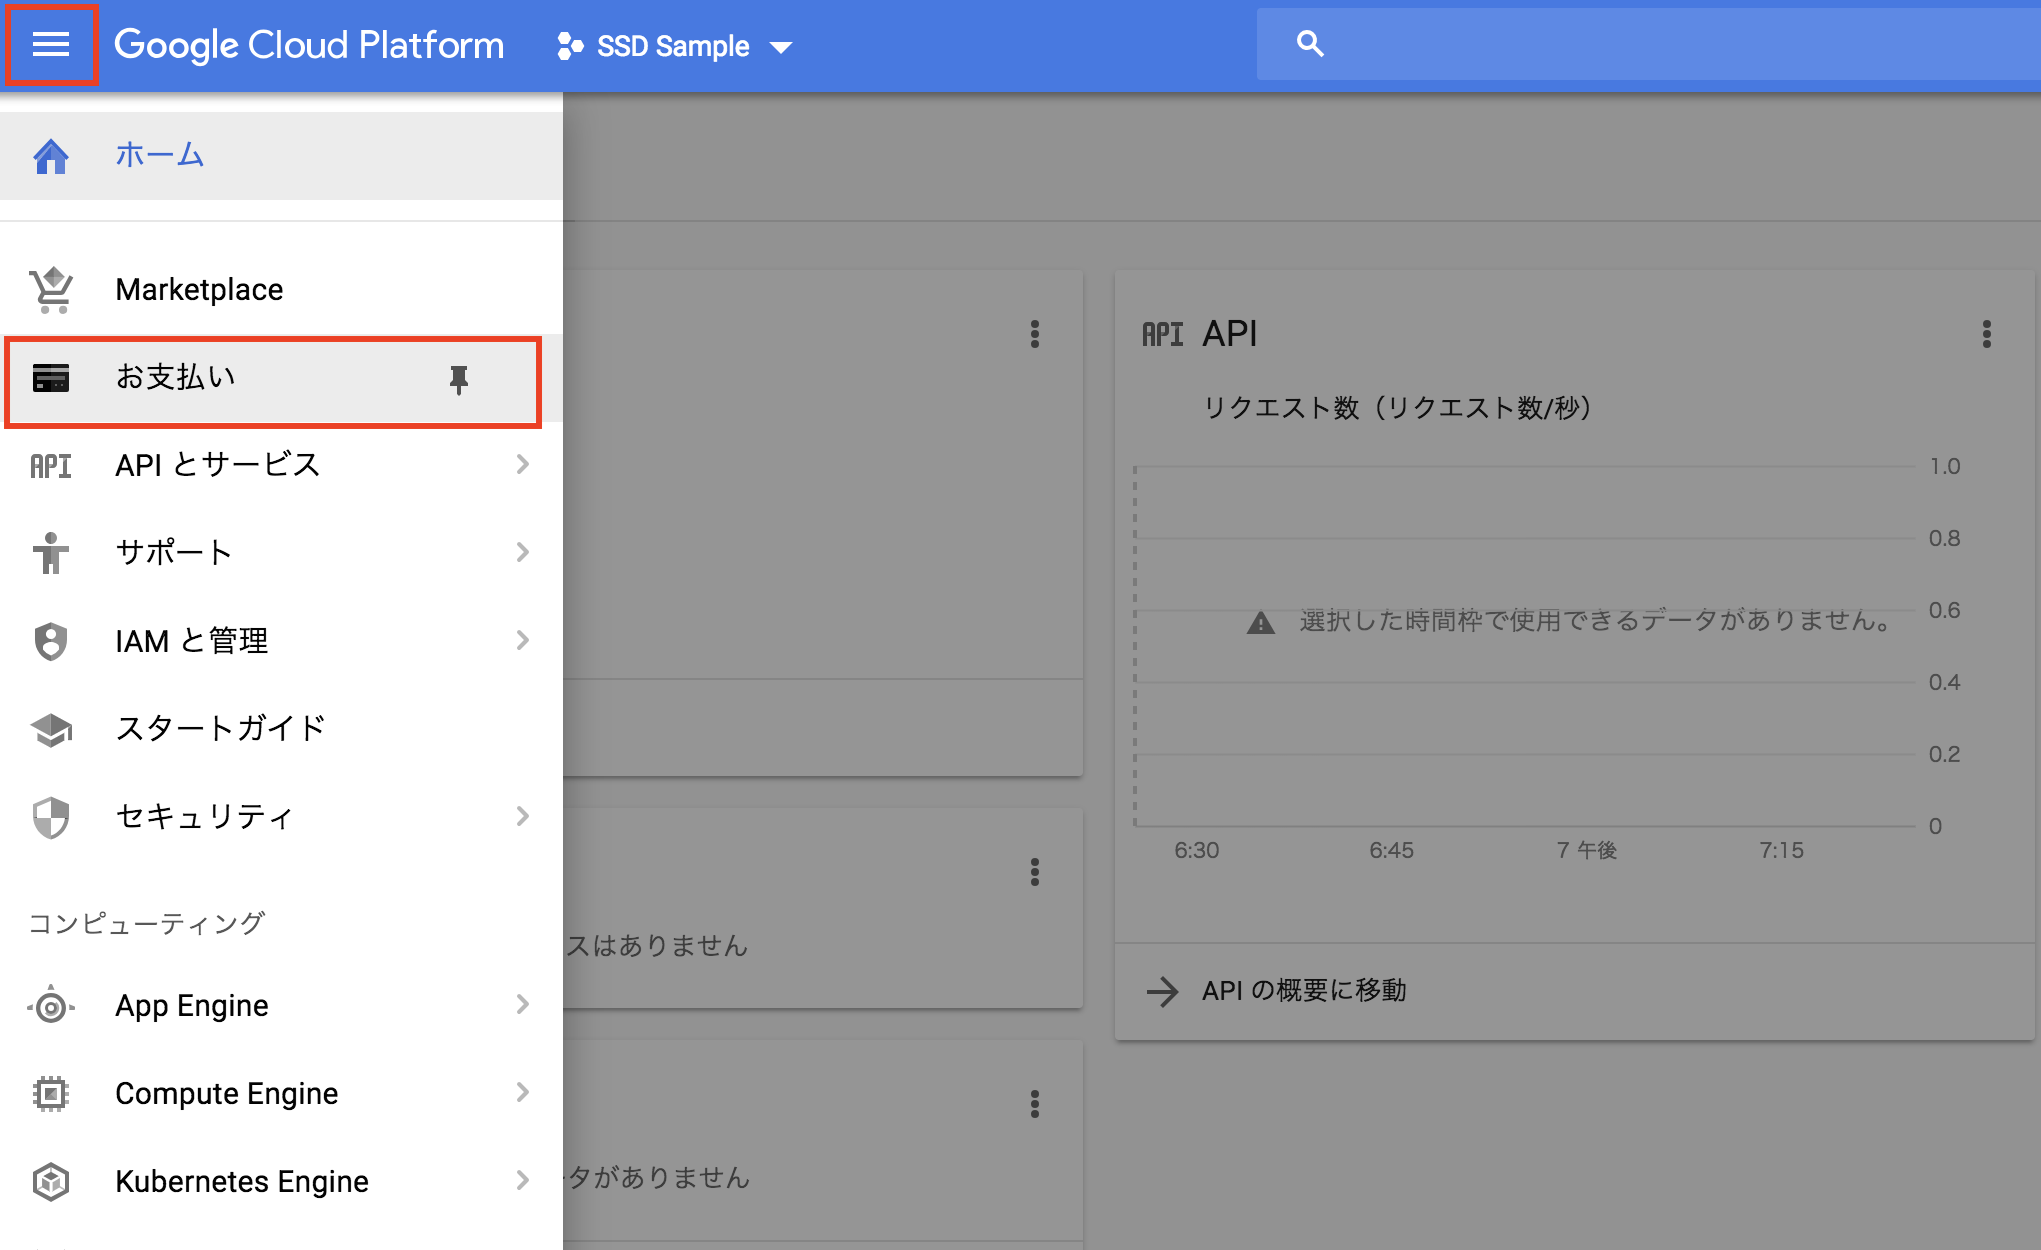 Google Cloud Platform
SSD Sample
ホーム
Marketplace
お支払い
API とサービス
サポート
IAM と管理
スタートガイド
セキュリティ
コンピューティング
App Engine
Compute Engine
Kubernetes Engine
スはありません
タがありません
API API
リクエスト数（リクエスト数/秒）
1.0
0.8
選択した時間枠で使用できるデータがありません。
0.6
0.4
0.2
0
6:30 6:45 7 午後 7:15
API の概要に移動